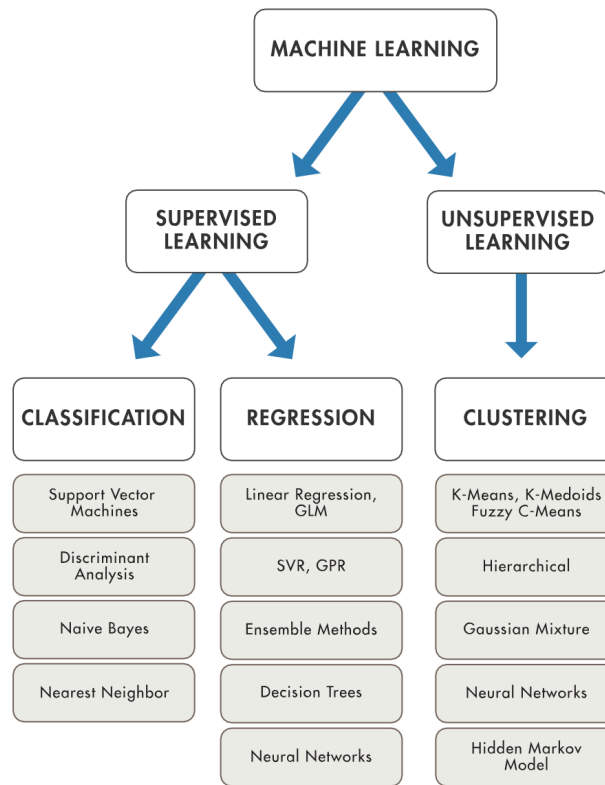 MACHINE LEARNING
SUPERVISED
LEARNING
UNSUPERVISED
LEARNING
CLASSIFICATION
REGRESSION
CLUSTERING
Support Vector
Machines
Discriminant
Analysis
Naive Bayes
Nearest Neighbor
Linear Regression,
GLM
SVR, GPR
Ensemble Methods
Decision Trees
Neural Networks
K-Means, K-Medoids
Fuzzy C-Means
Hierarchical
Gaussian Mixture
Neural Networks
Hidden Markov
Model